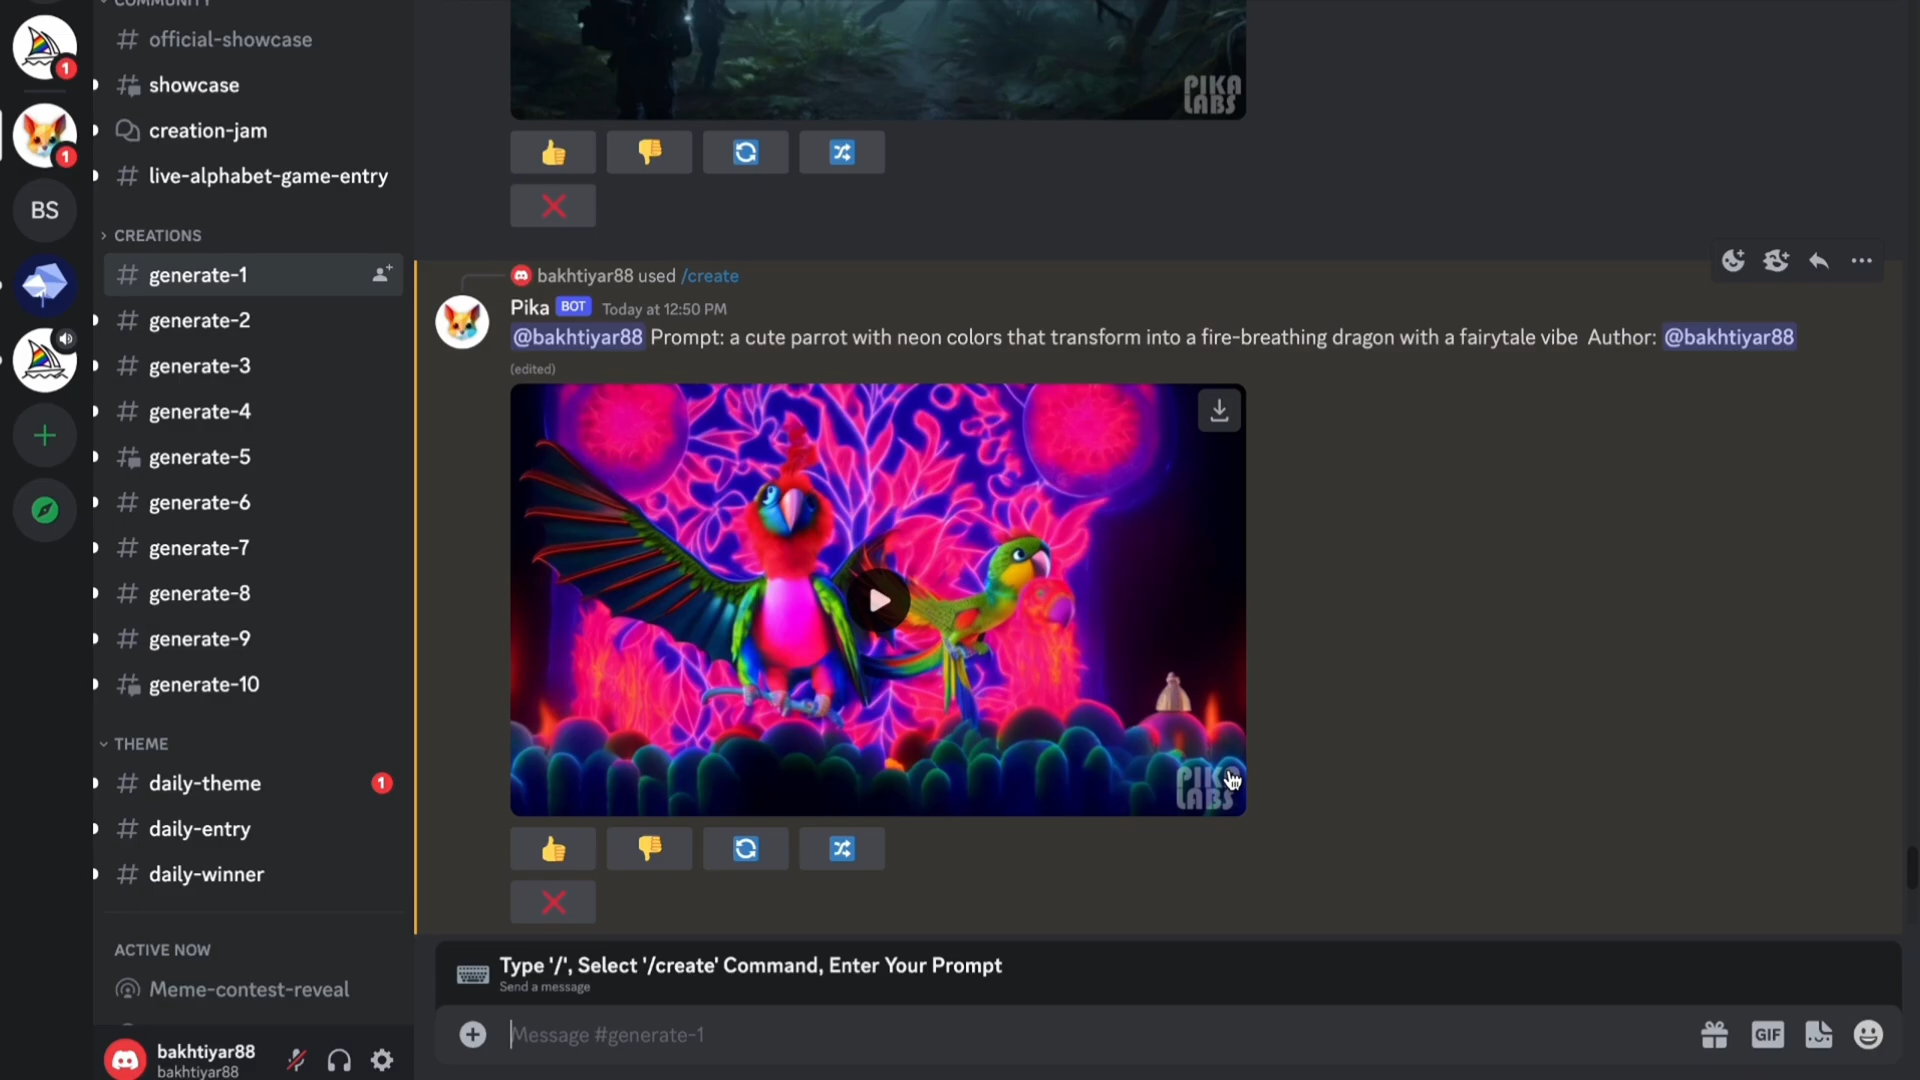 COMMUNITY
official-showcase
showcase
creation-jam
live-alphabet-game-entry
1
1
BS
CREATIONS
generate-1
generate-2
generate-3
generate-4
generate-5
generate-6
generate-7
generate-8
generate-9
generate-10
THEME
daily-theme 1
daily-entry
daily-winner
ACTIVE NOW
Meme-contest-reveal
bakhtiyar88
bakhtiyar88
PIKA
LABS
bakhtiyar88 used /create
Pika BOT Today at 12:50 PM
@bakhtiyar88 Prompt: a cute parrot with neon colors that transform into a fire-breathing dragon with a fairytale vibe Author: @bakhtiyar88
(edited)
PIKA
LABS
Type '/', Select '/create' Command, Enter Your Prompt
Send a message
Message #generate-1
GIF